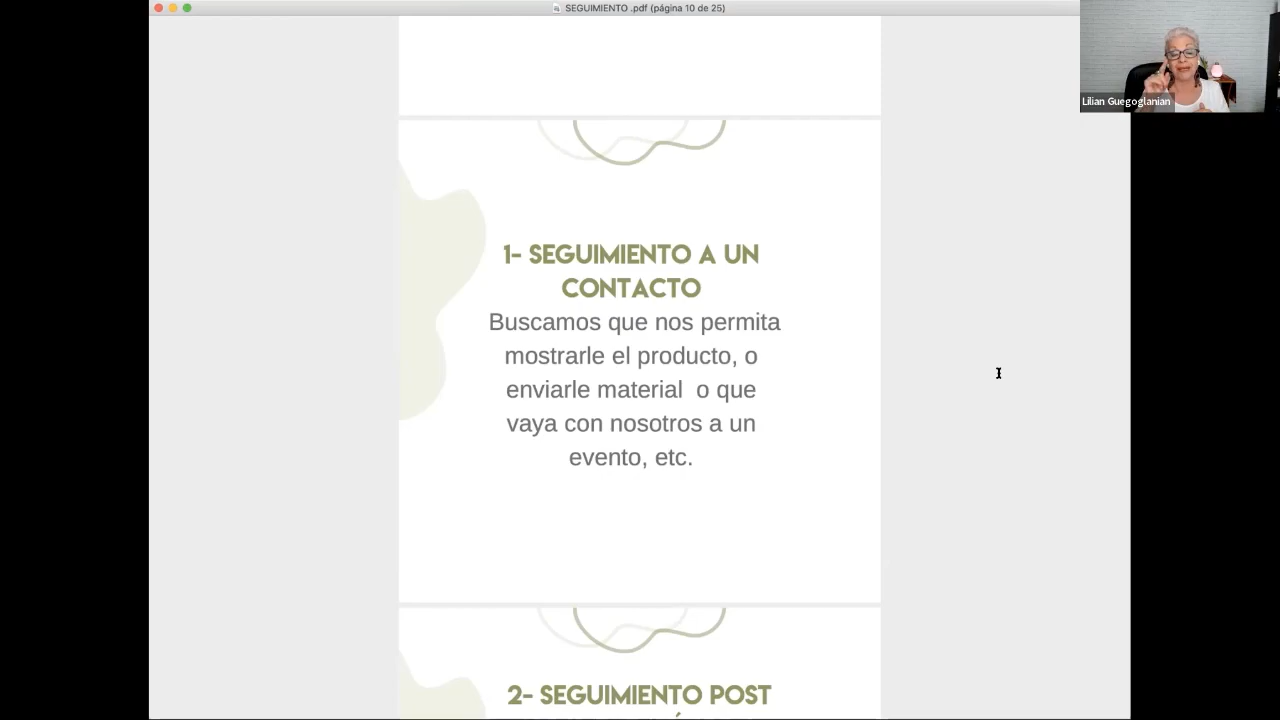 SEGUIMIENTO .pdf (página 10 de 25)
Lilian Guegoglanian
1- SEGUIMIENTO A UN
CONTACTO
Buscamos que nos permita
mostrarle el producto, o
enviarle material o que
vaya con nosotros a un
evento, etc.
2- SEGUIMIENTO POST